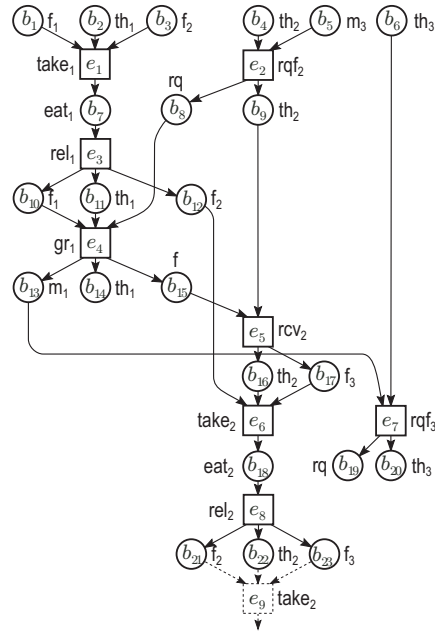 b₁ f₁ b₂ th₁ b₃ f₂ b₄ th₂ b₅ m₃ b₆ th₃
take₁ e₁ e₂ rqf₂
rq
eat₁ b₇ b₈ b₉ th₂
rel₁ e₃
b₁₀ f₁ b₁₁ th₁ b₁₂ f₂
gr₁ e₄
f
b₁₃ m₁ b₁₄ th₁ b₁₅
e₅ rcv₂
b₁₆ th₂ b₁₇ f₃
take₂ e₆ e₇ rqf₃
eat₂ b₁₈ rq b₁₉ b₂₀ th₃
rel₂ e₈
b₂₁ f₂ b₂₂ th₂ b₂₃ f₃
e₉ take₂